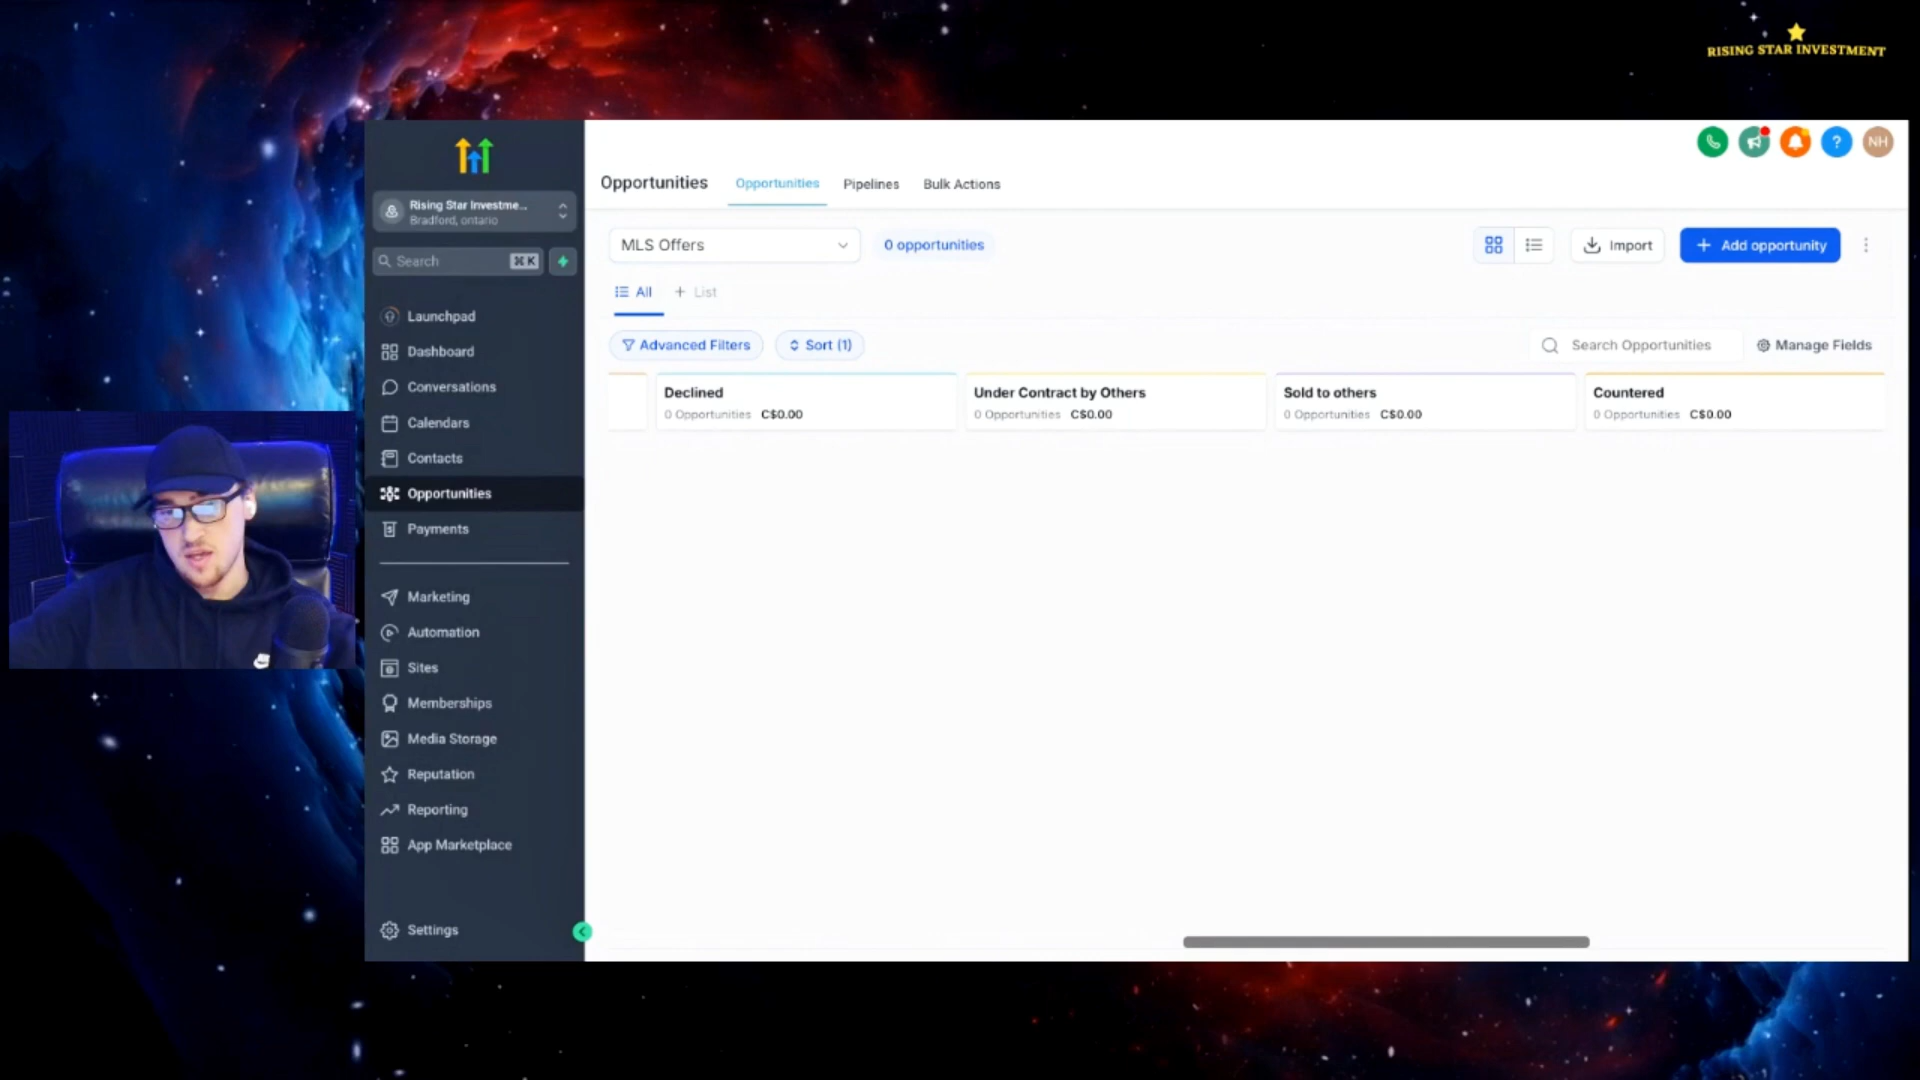 RISING STAR INVESTMENT
Rising Star Investme...
Bradford, ontario
Search ⌘ K
Launchpad
Dashboard
Conversations
Calendars
Contacts
Opportunities
Payments
Marketing
Automation
Sites
Memberships
Media Storage
Reputation
Reporting
App Marketplace
Settings
NH
Opportunities Opportunities Pipelines Bulk Actions
MLS Offers 0 opportunities Import + Add opportunity
All + List
Advanced Filters Sort (1) Search Opportunities Manage Fields
Declined
0 Opportunities C$0.00
Under Contract by Others
0 Opportunities C$0.00
Sold to others
0 Opportunities C$0.00
Countered
0 Opportunities C$0.00